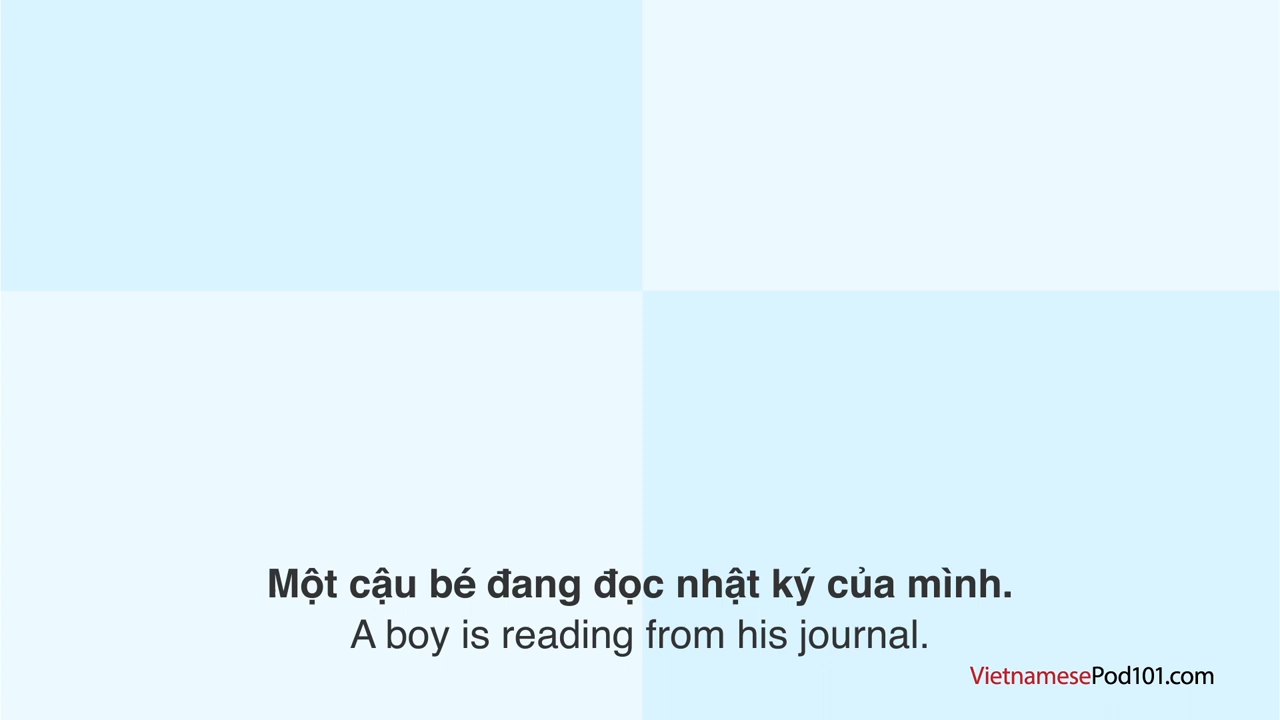 Một cậu bé đang đọc nhật ký của mình.
A boy is reading from his journal.
VietnamesePod101.com